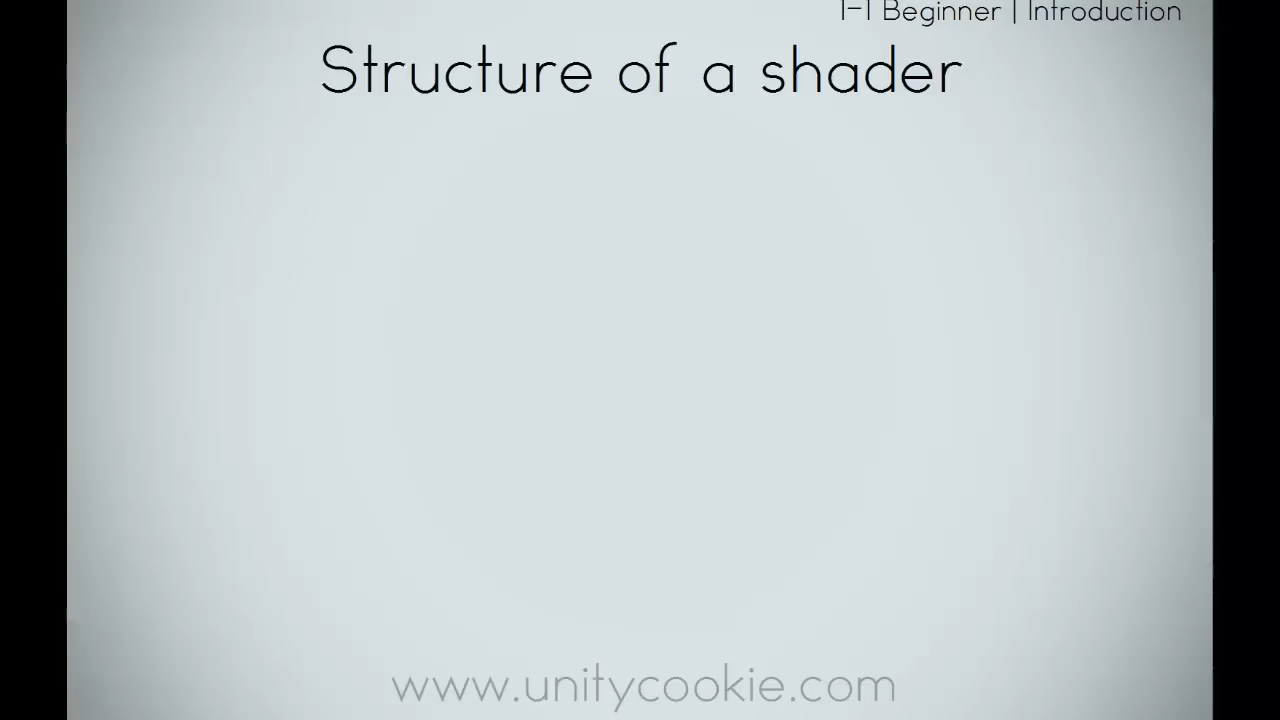 1-1 Beginner | Introduction
Structure of a shader
www.unitycookie.com